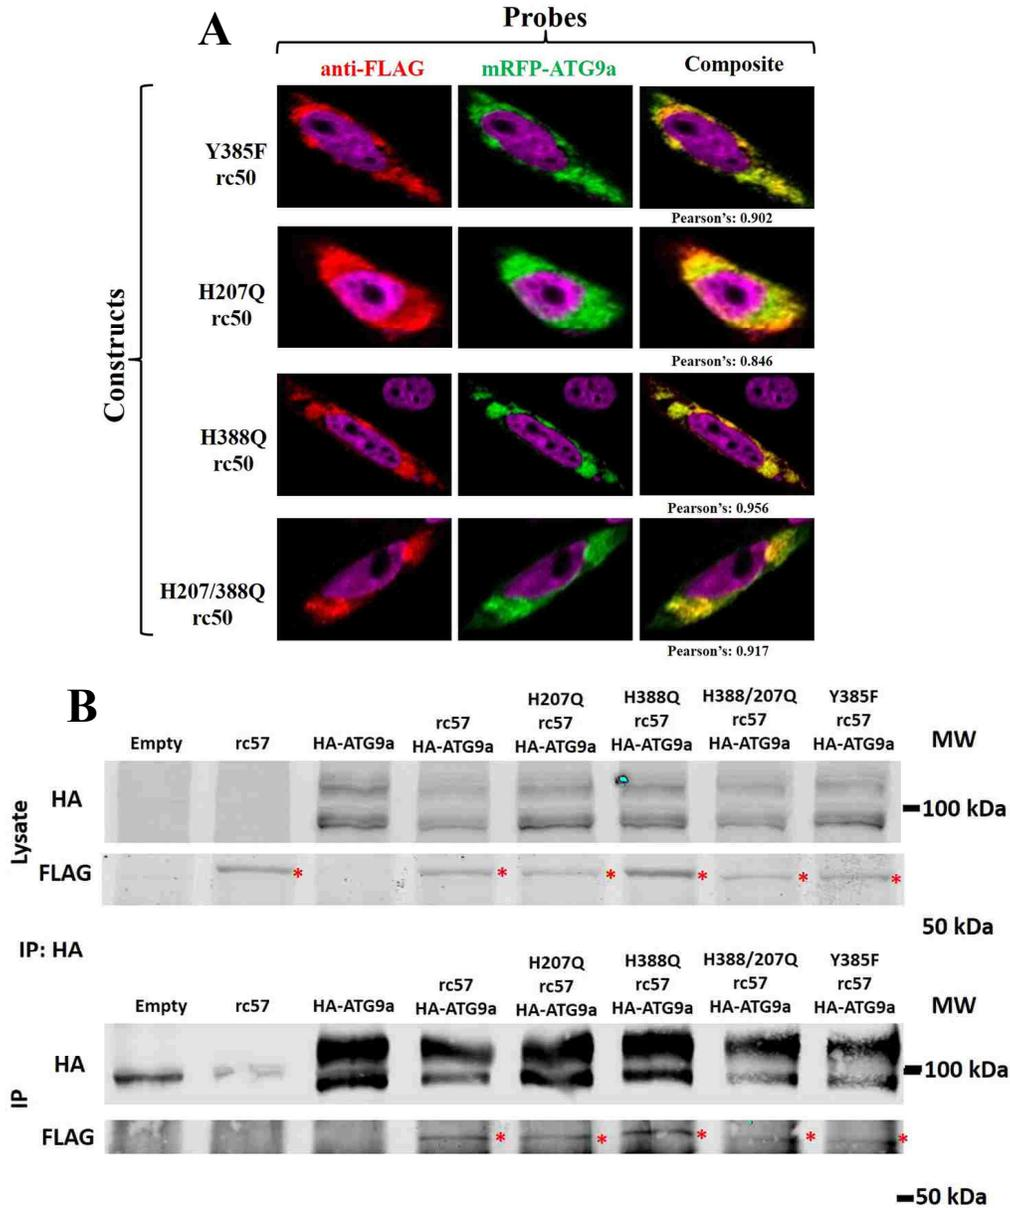 A
Probes
anti-FLAG mRFP-ATG9a Composite
Constructs
Y385F
rc50
Pearson's: 0.902
H207Q
rc50
Pearson's: 0.846
H388Q
rc50
Pearson's: 0.956
H207/388Q
rc50
Pearson's: 0.917
B
Empty
rc57
HA-ATG9a
rc57
HA-ATG9a
H207Q
rc57
HA-ATG9a
H388Q
rc57
HA-ATG9a
H388/207Q
rc57
HA-ATG9a
Y385F
rc57
HA-ATG9a
MW
Lysate
HA
100 kDa
FLAG
* * * * * *
50 kDa
IP: HA
Empty
rc57
HA-ATG9a
rc57
HA-ATG9a
H207Q
rc57
HA-ATG9a
H388Q
rc57
HA-ATG9a
H388/207Q
rc57
HA-ATG9a
Y385F
rc57
HA-ATG9a
MW
IP
HA
100 kDa
FLAG
* * * * *
50 kDa